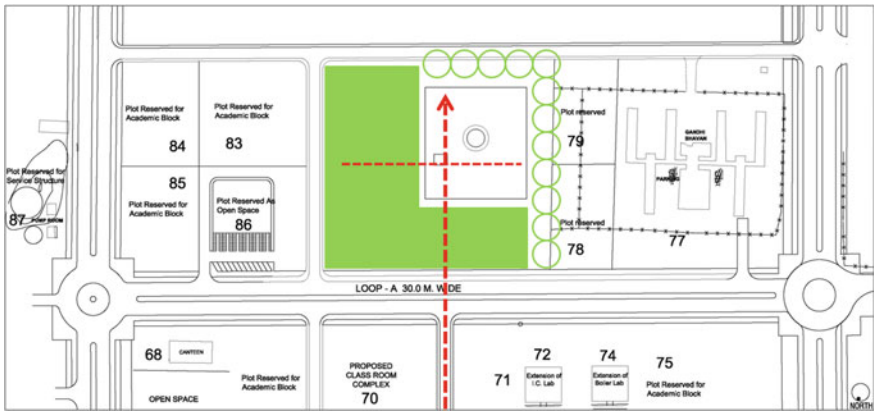 Plot Reserved for
Academic Block
84
Plot Reserved for
Academic Block
83
Plot reserved
79
GANDHI
BHAVAN
PARKING
Plot Reserved for
Service Structure
87
PUMP ROOM
85
Plot Reserved for
Academic Block
Plot Reserved As
Open Space
86
Plot reserved
78
77
LOOP - A 30.0 M. WIDE
68
CANTEEN
OPEN SPACE
Plot Reserved for
Academic Block
PROPOSED
CLASS ROOM
COMPLEX
70
71
72
Extension of
I.C. Lab
74
Extension of
Boiler Lab
75
Plot Reserved for
Academic Block
NORTH